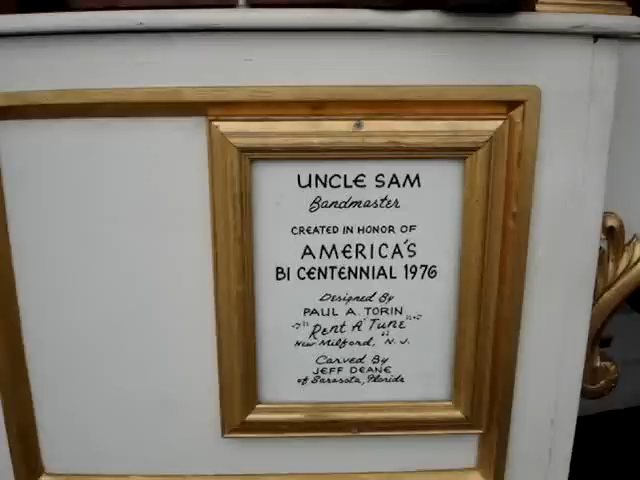 UNCLE SAM
Bandmaster
CREATED IN HONOR OF
AMERICA'S
BI CENTENNIAL 1976
Designed By
PAUL A. TORIN
"Rent A Tune"
New Milford, N. J.
Carved By
JEFF DEANE
of Sarasota, Florida